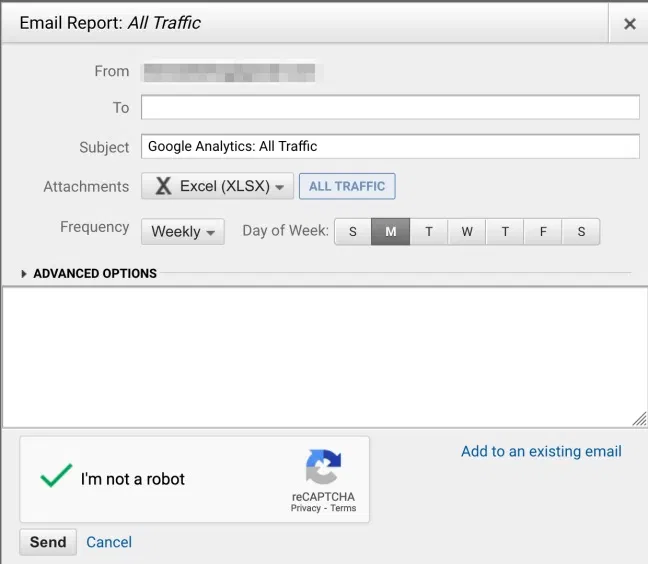 Email Report: All Traffic
From
To
Subject Google Analytics: All Traffic
Attachments Excel (XLSX) ALL TRAFFIC
Frequency Weekly Day of Week: S M T W T F S
ADVANCED OPTIONS
I'm not a robot
reCAPTCHA
Privacy - Terms
Add to an existing email
Send Cancel